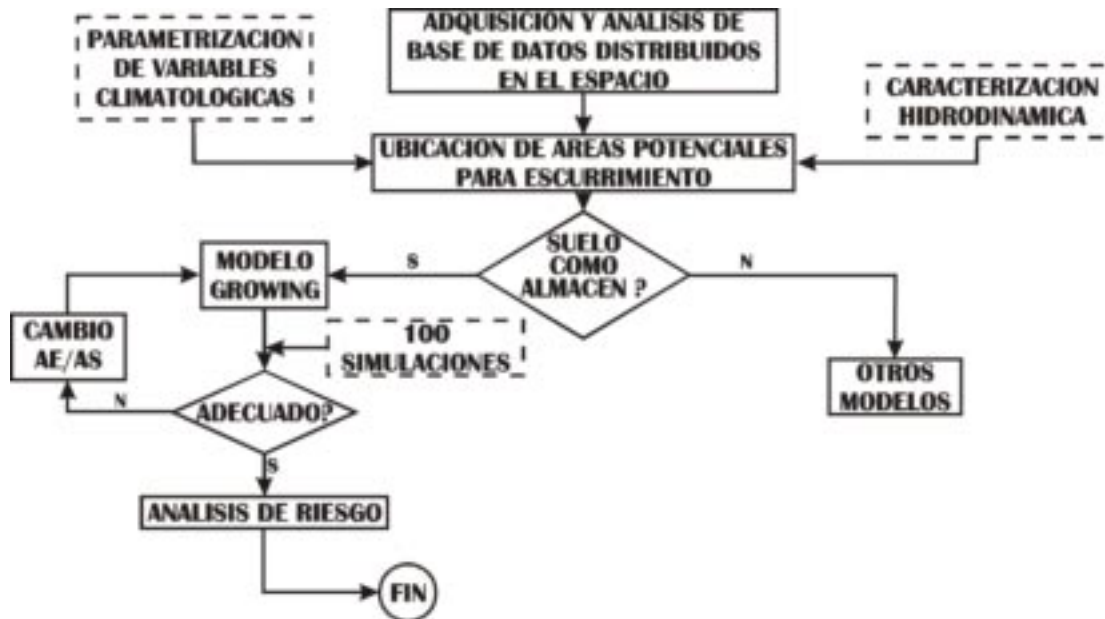 ADQUISICION Y ANALISIS DE
BASE DE DATOS DISTRIBUIDOS
EN EL ESPACIO
PARAMETRIZACION
DE VARIABLES
CLIMATOLOGICAS
CARACTERIZACION
HIDRODINAMICA
UBICACION DE AREAS POTENCIALES
PARA ESCURRIMIENTO
SUELO
COMO
ALMACEN ?
S
N
MODELO
GROWING
CAMBIO
AE/AS
100
SIMULACIONES
OTROS
MODELOS
N
ADECUADO?
S
ANALISIS DE RIESGO
FIN